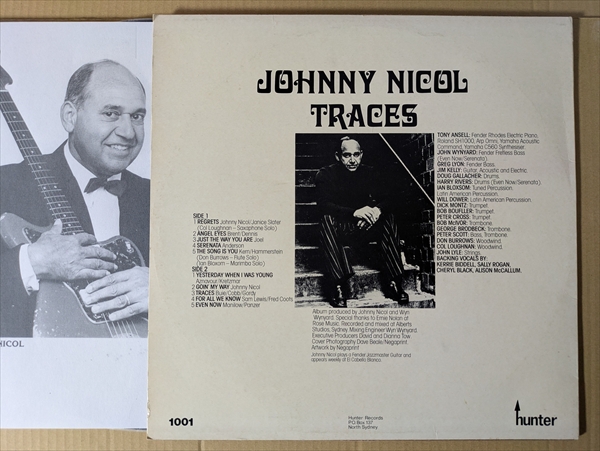 JOHNNY NICOL
TRACES
SIDE 1
1 REGRETS Johnny Nicol/Janice Slater
(Col Loughnan - Saxophone Solo)
2 ANGEL EYES Brent/Dennis
3 JUST THE WAY YOU ARE Joel
4 SERENATA Anderson
5 THE SONG IS YOU Kern/Hammerstein
(Don Burrows - Flute Solo)
(Ian Bloxom - Marimba Solo)
SIDE 2
1 YESTERDAY WHEN I WAS YOUNG
Aznavour/Kretzmar
2 GOIN' MY WAY Johnny Nicol
3 TRACES Buie/Cobb/Gordy
4 FOR ALL WE KNOW Sam Lewis/Fred Coots
5 EVEN NOW Manilow/Panzer
TONY ANSELL: Fender Rhodes Electric Piano,
Roland SH1000, Arp Omni, Yamaha Acoustic
Command, Yamaha C560 Synthesiser
JOHN WYNYARD: Fender Fretless Bass
(Even Now/Serenata)
GREG LYON: Fender Bass.
JIM KELLY: Guitar, Acoustic and Electric.
DOUG GALLACHER: Drums.
HARRY RIVERS: Drums (Even Now/Serenata).
IAN BLOXSOM: Tuned Percussion.
Latin American Percussion.
WILL DOWER: Latin American Percussion
DICK MONTZ: Trumpet.
BOB BOUFLER: Trumpet
PETER CROSS: Trumpet.
BOB McIVOR: Trombone.
GEORGE BRODBECK: Trombone.
PETER SCOTT: Bass, Trombone.
DON BURROWS: Woodwind
COL LOUGHNAN: Woodwind.
JOHN LYLE: Strings.
BACKING VOCALS BY:
KERRIE BIDDELL, SALLY ROGAN,
CHERYL BLACK, ALISON McCALLUM.
Album produced by Johnny Nicol and Wyn
Wynyard. Special thanks to Ernie Nolan at
Rose Music. Recorded and mixed at Alberts
Studios, Sydney. Mixing Engineer Wyn Wynyard.
Executive Producers David and Dianna Tow
Cover Photography Dave Beale/Negaprint
Artwork by Negaprint
Johnny Nicol plays a Fender Jazzmaster Guitar and
appears weekly at El Cabello Blanco.
NICOL
1001
Hunter Records
P.O. Box 137,
North Sydney
hunter